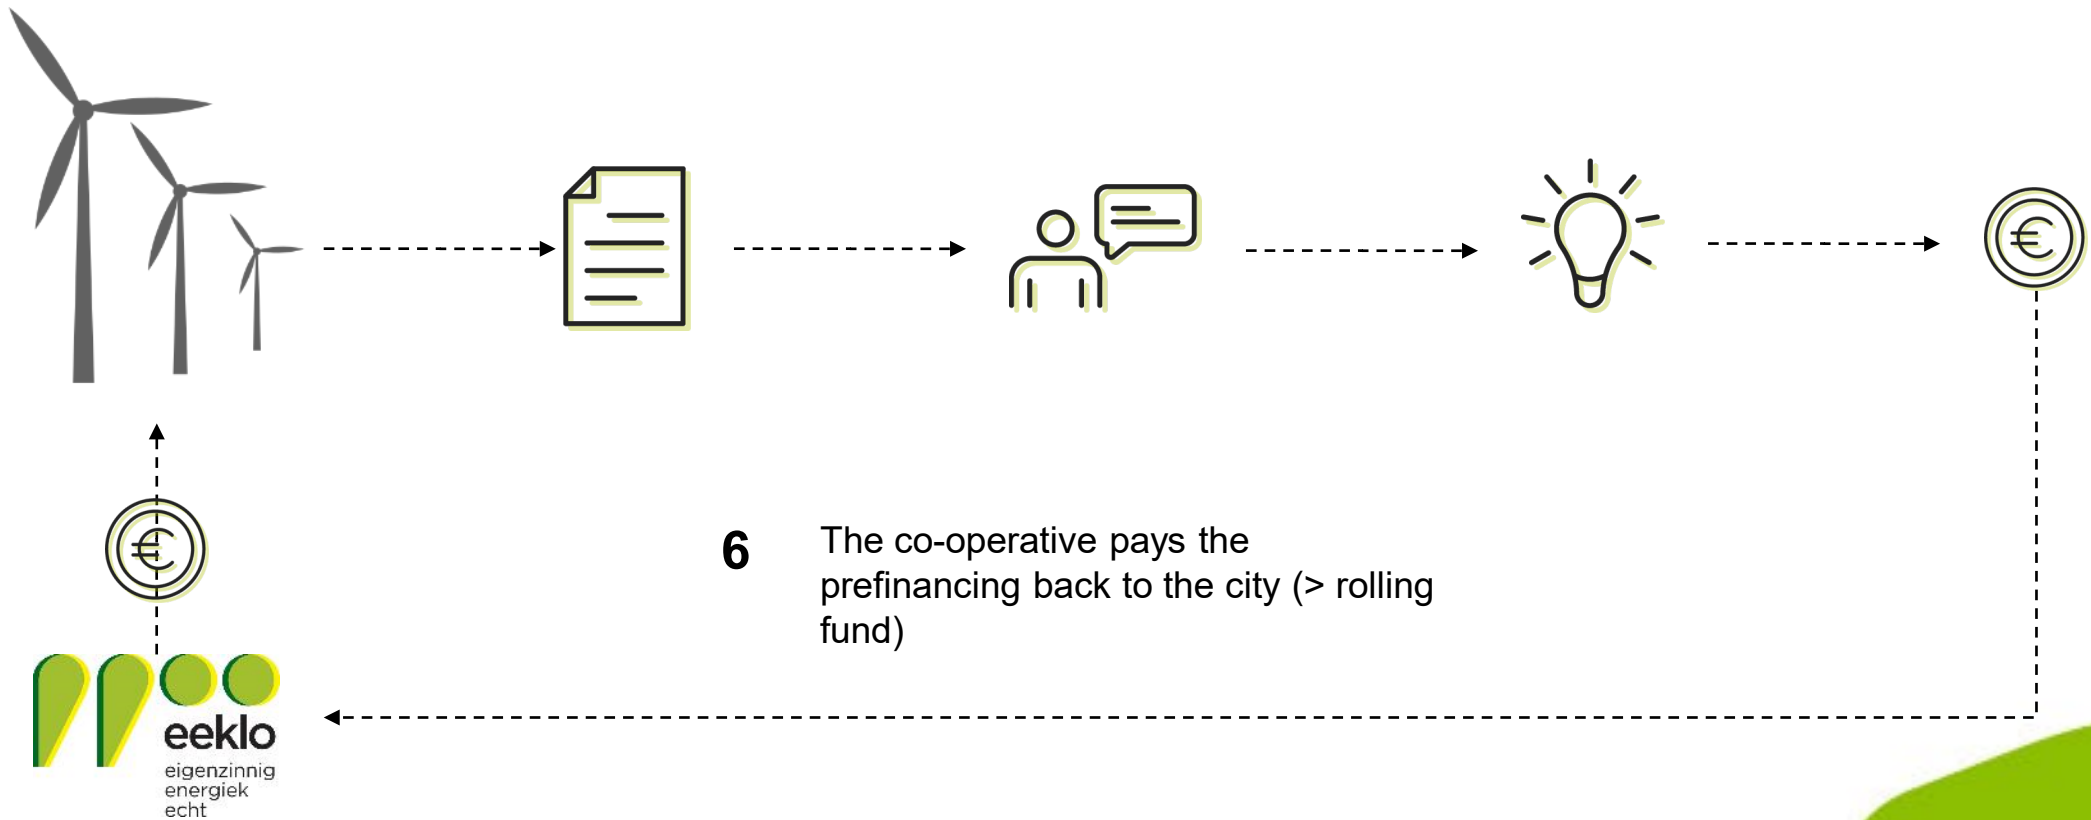 6
The co-operative pays the
prefinancing back to the city (> rolling
fund)
eeklo
eigenzinnig
energiek
echt